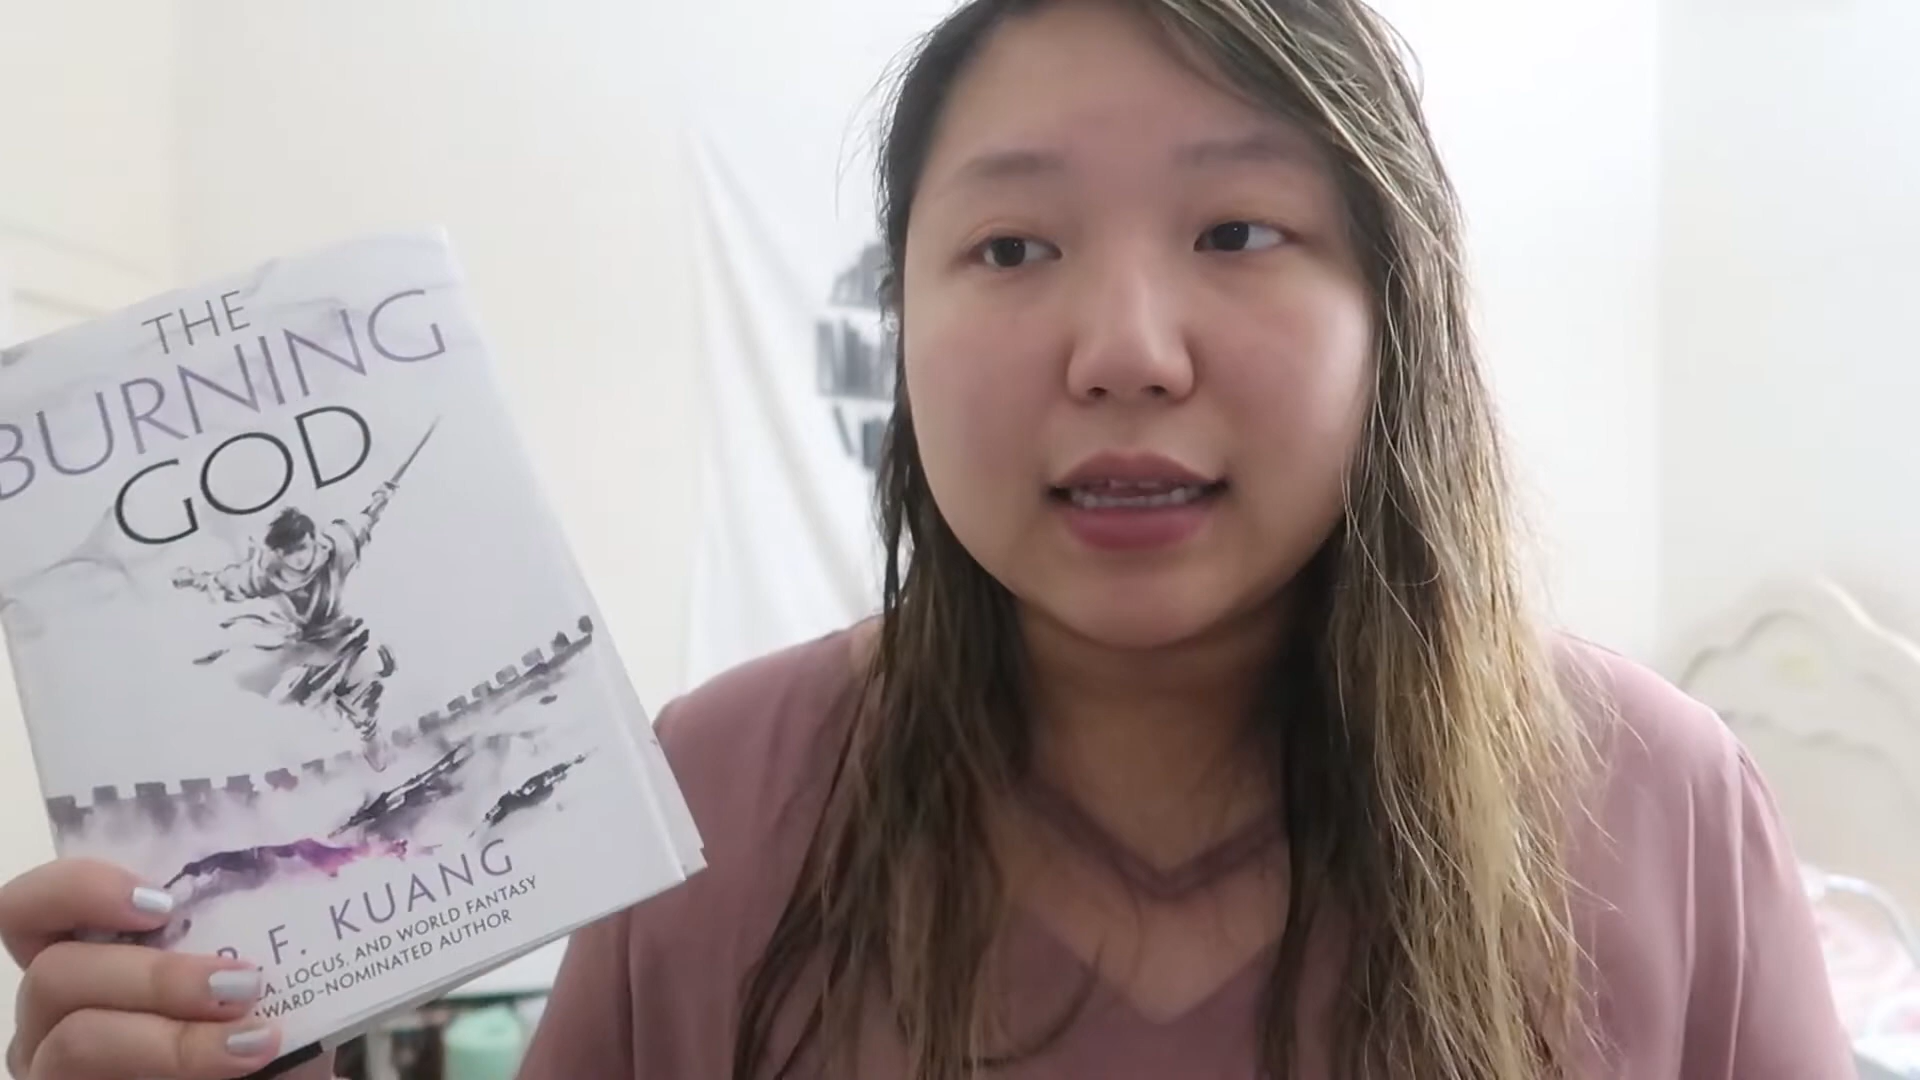 THE
BURNING
GOD
R. F. KUANG
LOCUS, AND WORLD FANTASY
AWARD-NOMINATED AUTHOR